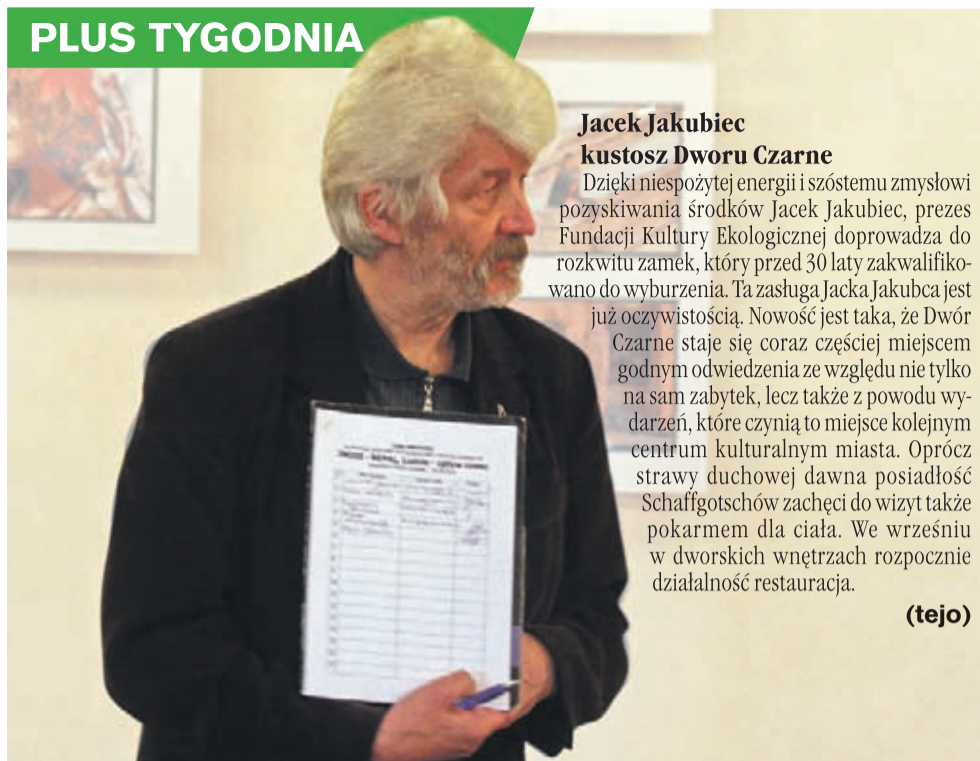 PLUS TYGODNIA
Jacek Jakubiec
kustosz Dworu Czarne
Dzięki niespożytej energii i szóstemu zmysłowi
pozyskiwania środków Jacek Jakubiec, prezes
Fundacji Kultury Ekologicznej doprowadza do
rozkwitu zamek, który przed 30 laty zakwalifiko-
wano do wyburzenia. Ta zasługa Jacka Jakubca jest
już oczywistością. Nowość jest taka, że Dwór
Czarne staje się coraz częściej miejscem
godnym odwiedzenia ze względu nie tylko
na sam zabytek, lecz także z powodu wy-
darzeń, które czynią to miejsce kolejnym
centrum kulturalnym miasta. Oprócz
strawy duchowej dawna posiadłość
Schaffgotschów zachęci do wizyt także
pokarmem dla ciała. We wrześniu
w dworskich wnętrzach rozpocznie
działalność restauracja.
(tejo)